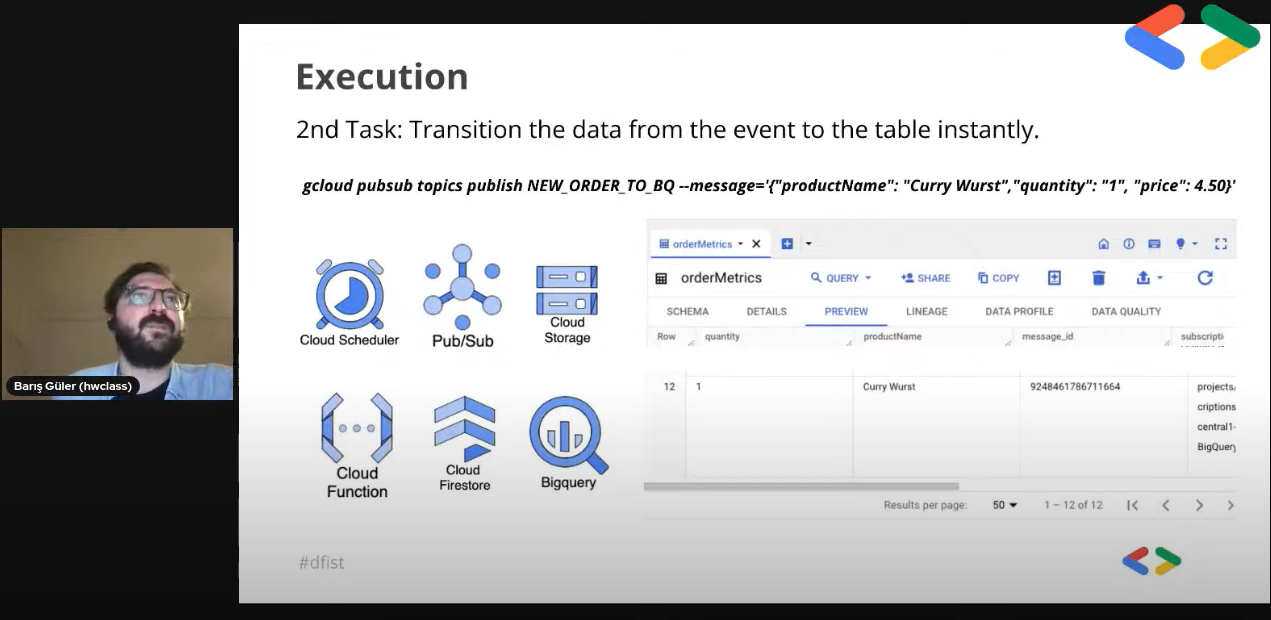 Execution
2nd Task: Transition the data from the event to the table instantly.
gcloud pubsub topics publish NEW_ORDER_TO_BQ --message='{"productName": "Curry Wurst","quantity": "1", "price": 4.50}'
Cloud Scheduler
Pub/Sub
Cloud
Storage
Cloud
Function
Cloud
Firestore
Bigquery
orderMetrics
orderMetrics
QUERY
SHARE
COPY
SCHEMA
DETAILS
PREVIEW
LINEAGE
DATA PROFILE
DATA QUALITY
Row
quantity
productName
message_id
subscripti
12
1
Curry Wurst
9248461786711664
projects/
criptions
central1-
BigQuery
Results per page:
50
1 – 12 of 12
Barış Güler (hwclass)
#dfist